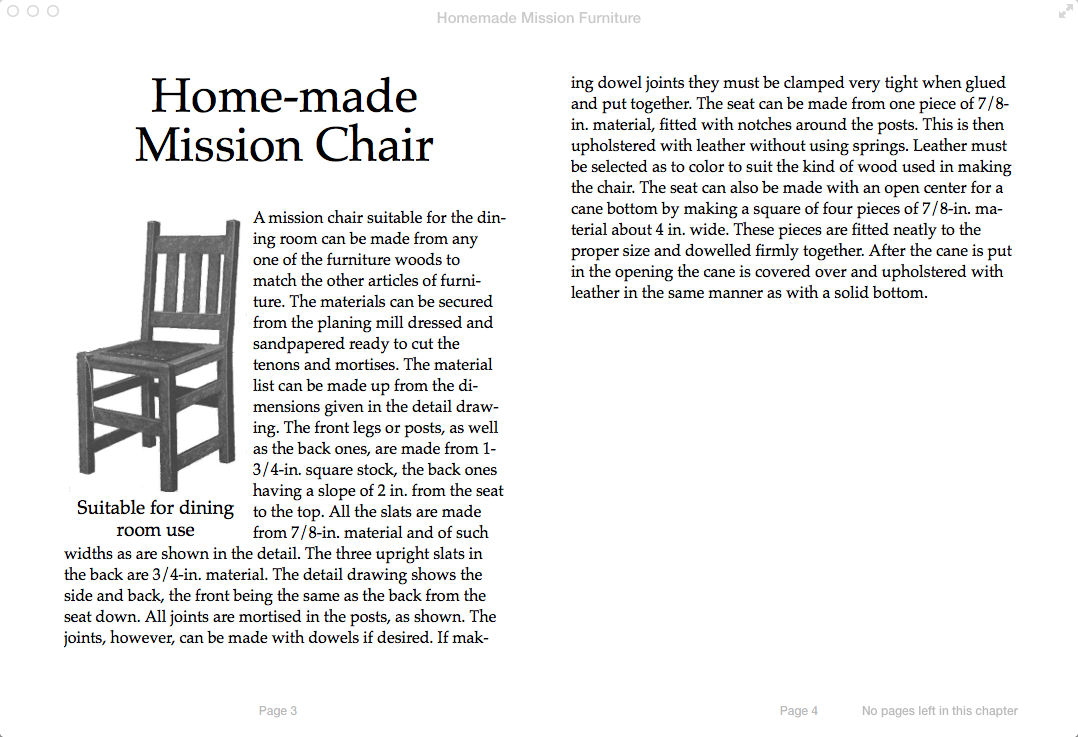 Homemade Mission Furniture
Home-made
Mission Chair
A mission chair suitable for the din-
ing room can be made from any
one of the furniture woods to
match the other articles of furni-
ture. The materials can be secured
from the planing mill dressed and
sandpapered ready to cut the
tenons and mortises. The material
list can be made up from the di-
mensions given in the detail draw-
ing. The front legs or posts, as well
as the back ones, are made from 1-
3/4-in. square stock, the back ones
having a slope of 2 in. from the seat
to the top. All the slats are made
from 7/8-in. material and of such
widths as are shown in the detail. The three upright slats in
the back are 3/4-in. material. The detail drawing shows the
side and back, the front being the same as the back from the
seat down. All joints are mortised in the posts, as shown. The
joints, however, can be made with dowels if desired. If mak-
Suitable for dining
room use
ing dowel joints they must be clamped very tight when glued
and put together. The seat can be made from one piece of 7/8-
in. material, fitted with notches around the posts. This is then
upholstered with leather without using springs. Leather must
be selected as to color to suit the kind of wood used in making
the chair. The seat can also be made with an open center for a
cane bottom by making a square of four pieces of 7/8-in. ma-
terial about 4 in. wide. These pieces are fitted neatly to the
proper size and dowelled firmly together. After the cane is put
in the opening the cane is covered over and upholstered with
leather in the same manner as with a solid bottom.
Page 3
Page 4
No pages left in this chapter